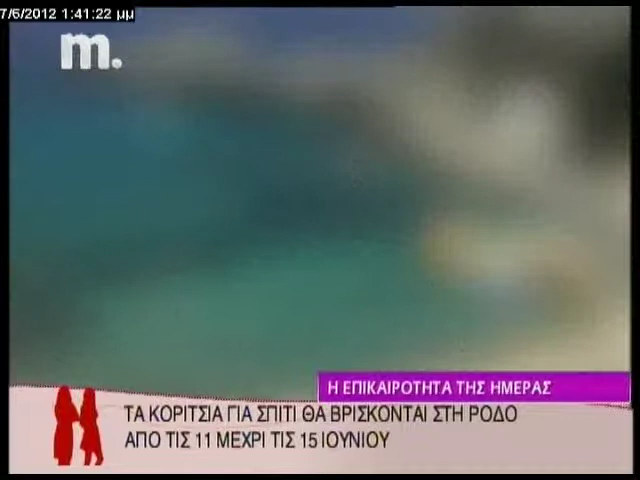 7/6/2012 1:41:22 μμ
m.
Η ΕΠΙΚΑΙΡΟΤΗΤΑ ΤΗΣ ΗΜΕΡΑΣ
ΤΑ ΚΟΡΙΤΣΙΑ ΓΙΑ ΣΠΙΤΙ ΘΑ ΒΡΙΣΚΟΝΤΑΙ ΣΤΗ ΡΟΔΟ
ΑΠΟ ΤΙΣ 11 ΜΕΧΡΙ ΤΙΣ 15 ΙΟΥΝΙΟΥ